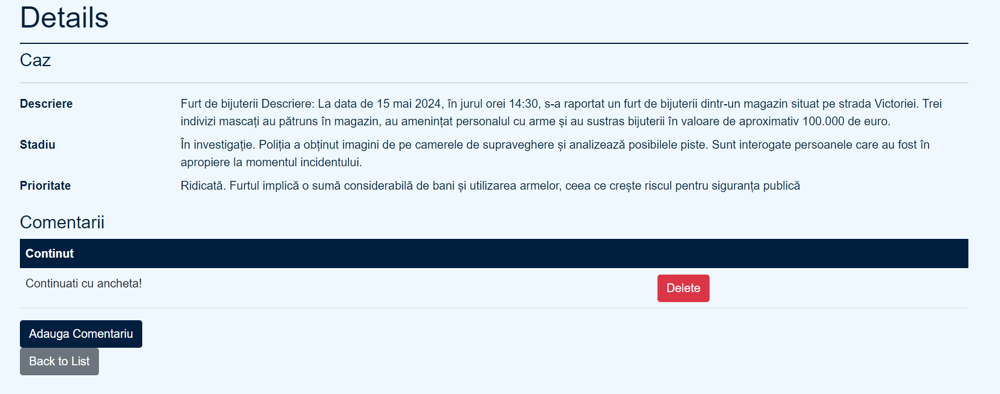 Details
Caz
Descriere
Furt de bijuterii Descriere: La data de 15 mai 2024, în jurul orei 14:30, s-a raportat un furt de bijuterii dintr-un magazin situat pe strada Victoriei. Trei
indivizi mascați au pătruns în magazin, au amenințat personalul cu arme și au sustras bijuterii în valoare de aproximativ 100.000 de euro.
Stadiu
În investigație. Poliția a obținut imagini de pe camerele de supraveghere și analizează posibilele piste. Sunt interogate persoanele care au fost în
apropiere la momentul incidentului.
Prioritate
Ridicată. Furtul implică o sumă considerabilă de bani și utilizarea armelor, ceea ce crește riscul pentru siguranța publică
Comentarii
Continut
Continuati cu ancheta!
Delete
Adauga Comentariu
Back to List